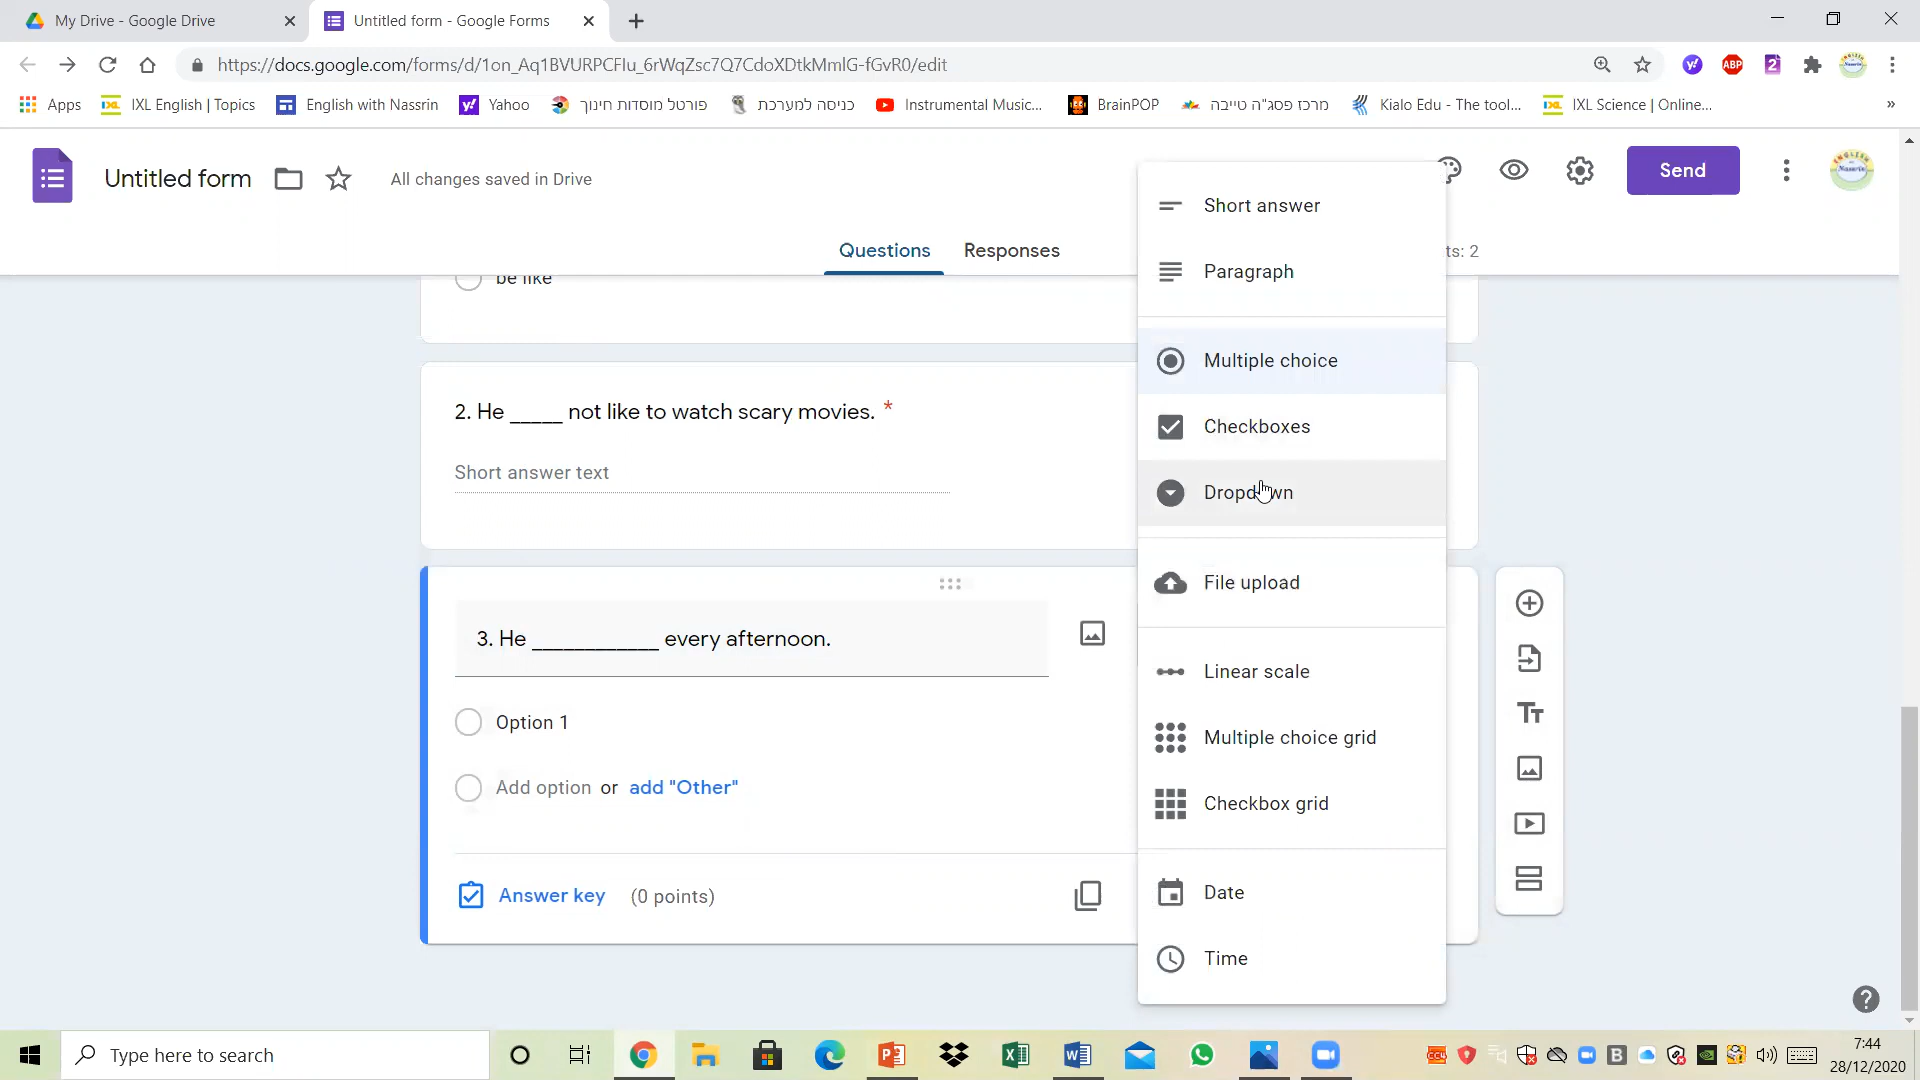 My Drive - Google Drive
Untitled form - Google Forms
https://docs.google.com/forms/d/1on_Aq1BVURPCFIu_6rWqZsc7Q7CdoXDtkMmlG-fGvR0/edit
Apps
IXL English | Topics
English with Nassrin
Yahoo
פורטל מוסדות חינוך
כניסה למערכת
Instrumental Music...
BrainPOP
מרכז פסג"ה טייבה
Kialo Edu - The tool...
IXL Science | Online...
»
Untitled form
All changes saved in Drive
Send
Questions
Responses
ts: 2
be like
2. He _____ not like to watch scary movies. *
Short answer text
3. He ____________ every afternoon.
Option 1
Add option or add "Other"
Answer key (0 points)
Short answer
Paragraph
Multiple choice
Checkboxes
Dropdown
File upload
Linear scale
Multiple choice grid
Checkbox grid
Date
Time
Type here to search
7:44
28/12/2020